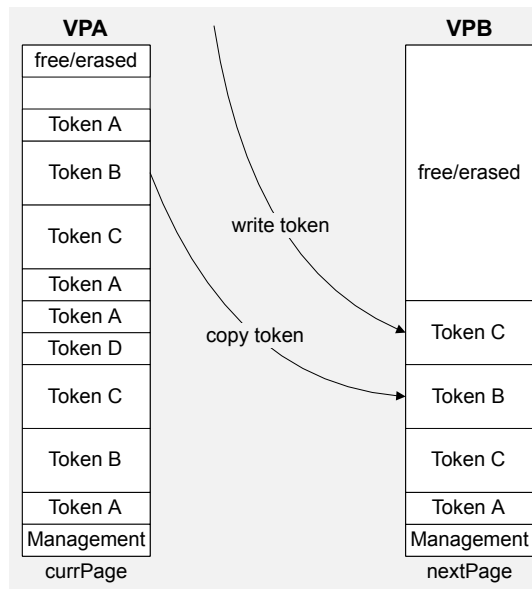 VPA
free/erased
Token A
Token B
Token C
Token A
Token A
Token D
Token C
Token B
Token A
Management
currPage
write token
copy token
VPB
free/erased
Token C
Token B
Token C
Token A
Management
nextPage